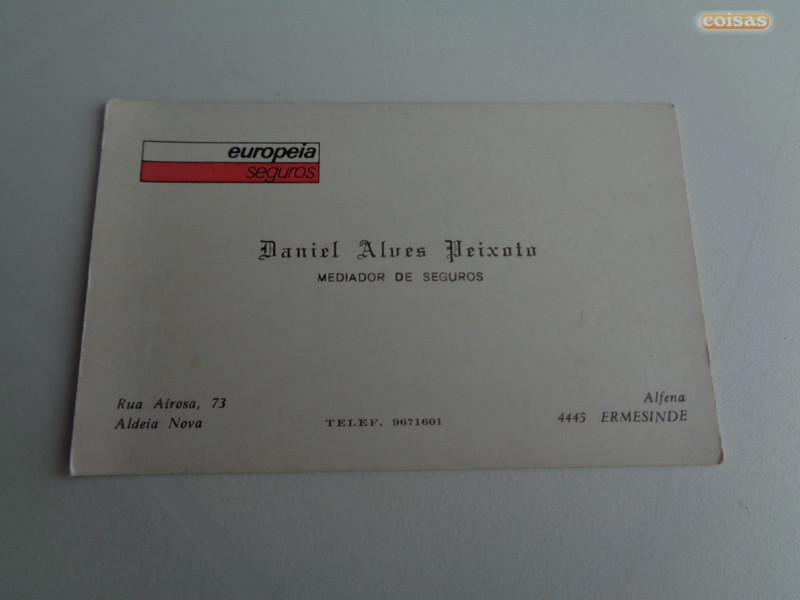 coisas
europeia
seguros
Daniel Alves Peixoto
MEDIADOR DE SEGUROS
Rua Airosa, 73
Aldeia Nova
TELEF. 9671601
Alfena
4445 ERMESINDE